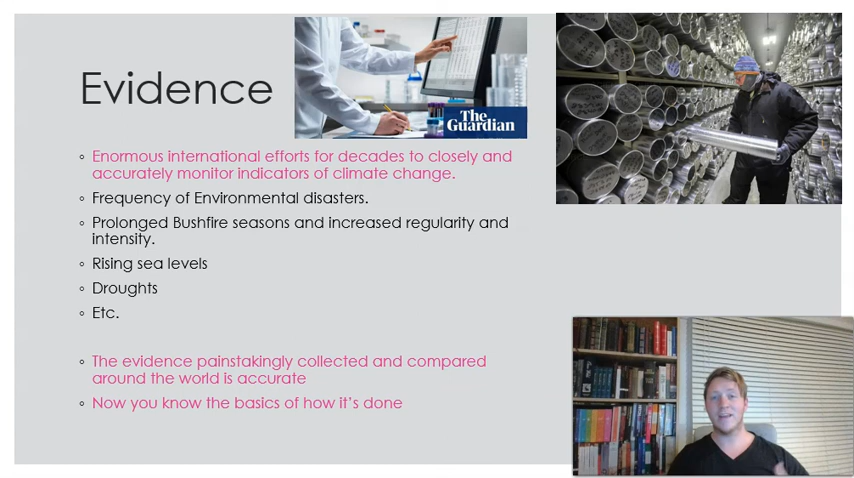 Evidence
The
Guardian
◦ Enormous international efforts for decades to closely and
accurately monitor indicators of climate change.
◦ Frequency of Environmental disasters.
◦ Prolonged Bushfire seasons and increased regularity and
intensity.
◦ Rising sea levels
◦ Droughts
◦ Etc.
◦ The evidence painstakingly collected and compared
around the world is accurate
◦ Now you know the basics of how it’s done